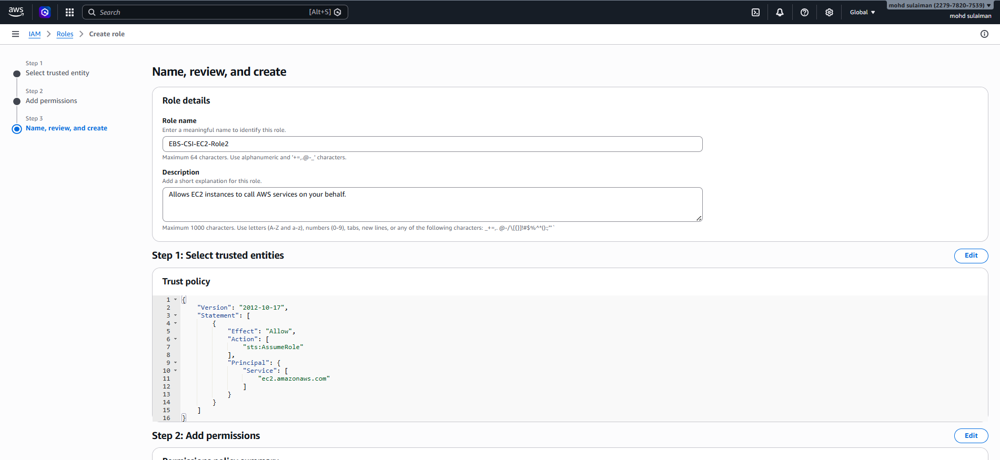 aws
Search
[Alt+S]
Global
mohd sulaiman (2279-7820-7539)
mohd sulaiman
IAM
Roles
Create role
Step 1
Select trusted entity
Step 2
Add permissions
Step 3
Name, review, and create
Name, review, and create
Role details
Role name
Enter a meaningful name to identify this role.
EBS-CSI-EC2-Role2
Maximum 64 characters. Use alphanumeric and '+=,.@-_' characters.
Description
Add a short explanation for this role.
Allows EC2 instances to call AWS services on your behalf.
Maximum 1000 characters. Use letters (A-Z and a-z), numbers (0-9), tabs, new lines, or any of the following characters: _+=,. @-/\[{}]!#$%^*();:"'`
Step 1: Select trusted entities
Edit
Trust policy
1 {
2 "Version": "2012-10-17",
3 "Statement": [
4 {
5 "Effect": "Allow",
6 "Action": [
7 "sts:AssumeRole"
8 ],
9 "Principal": {
10 "Service": [
11 "ec2.amazonaws.com"
12 ]
13 }
14 }
15 ]
16 }
Step 2: Add permissions
Edit
Permissions policy summary